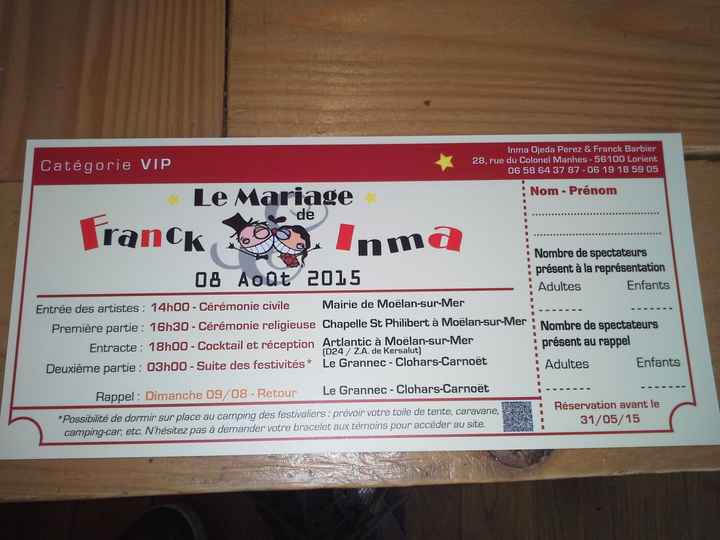 Catégorie VIP
Inma Ojeda Perez & Franck Barbier
28, rue du Colonel Manhes - 56100 Lorient
06 58 64 37 87 - 06 19 18 59 05
Le Mariage
de
Franck Inma
08 Août 2015
Entrée des artistes : 14h00 - Cérémonie civile Mairie de Moëlan-sur-Mer
Première partie : 16h30 - Cérémonie religieuse Chapelle St Philibert à Moëlan-sur-Mer
Entracte : 18h00 - Cocktail et réception Artlantic à Moëlan-sur-Mer
(D24 / Z.A. de Kersalut)
Deuxième partie : 03h00 - Suite des festivités* Le Grannec - Clohars-Carnoët
Rappel : Dimanche 09/08 - Retour Le Grannec - Clohars-Carnoët
*Possibilité de dormir sur place au camping des festivaliers : prévoir votre toile de tente, caravane,
camping-car, etc. N'hésitez pas à demander votre bracelet aux témoins pour accéder au site.
Nom - Prénom
Nombre de spectateurs
présent à la représentation
Adultes Enfants
Nombre de spectateurs
présent au rappel
Adultes Enfants
Réservation avant le
31/05/15